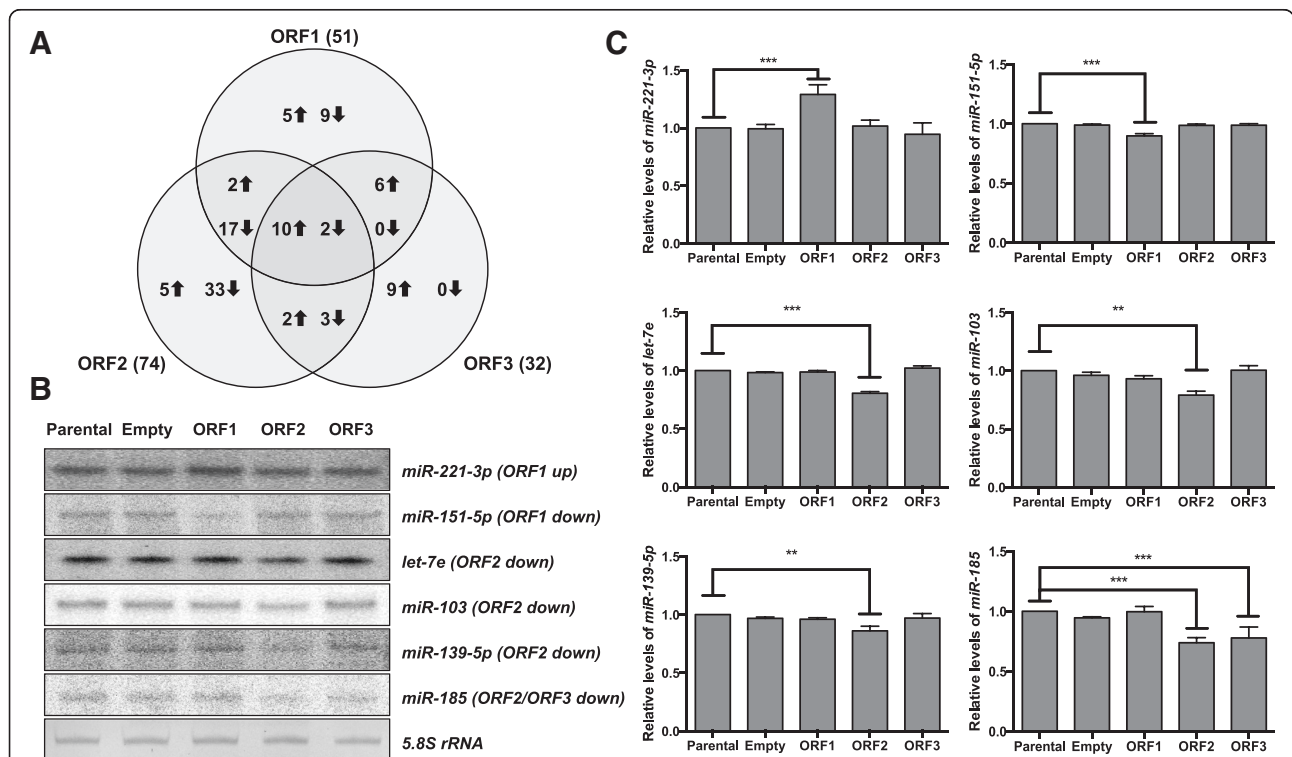 A
ORF1 (51)
5⬆ 9⬇
2⬆
6⬆
17⬇
10⬆ 2⬇
0⬇
5⬆ 33⬇
9⬆ 0⬇
2⬆ 3⬇
ORF2 (74)
ORF3 (32)
B
Parental Empty ORF1 ORF2 ORF3
miR-221-3p (ORF1 up)
miR-151-5p (ORF1 down)
let-7e (ORF2 down)
miR-103 (ORF2 down)
miR-139-5p (ORF2 down)
miR-185 (ORF2/ORF3 down)
5.8S rRNA
C
Relative levels of miR-221-3p
1.5
1.0
0.5
0.0
***
Parental Empty ORF1 ORF2 ORF3
Relative levels of miR-151-5p
1.5
1.0
0.5
0.0
***
Parental Empty ORF1 ORF2 ORF3
Relative levels of let-7e
1.5
1.0
0.5
0.0
***
Parental Empty ORF1 ORF2 ORF3
Relative levels of miR-103
1.5
1.0
0.5
0.0
**
Parental Empty ORF1 ORF2 ORF3
Relative levels of miR-139-5p
1.5
1.0
0.5
0.0
**
Parental Empty ORF1 ORF2 ORF3
Relative levels of miR-185
1.5
1.0
0.5
0.0
***
***
Parental Empty ORF1 ORF2 ORF3